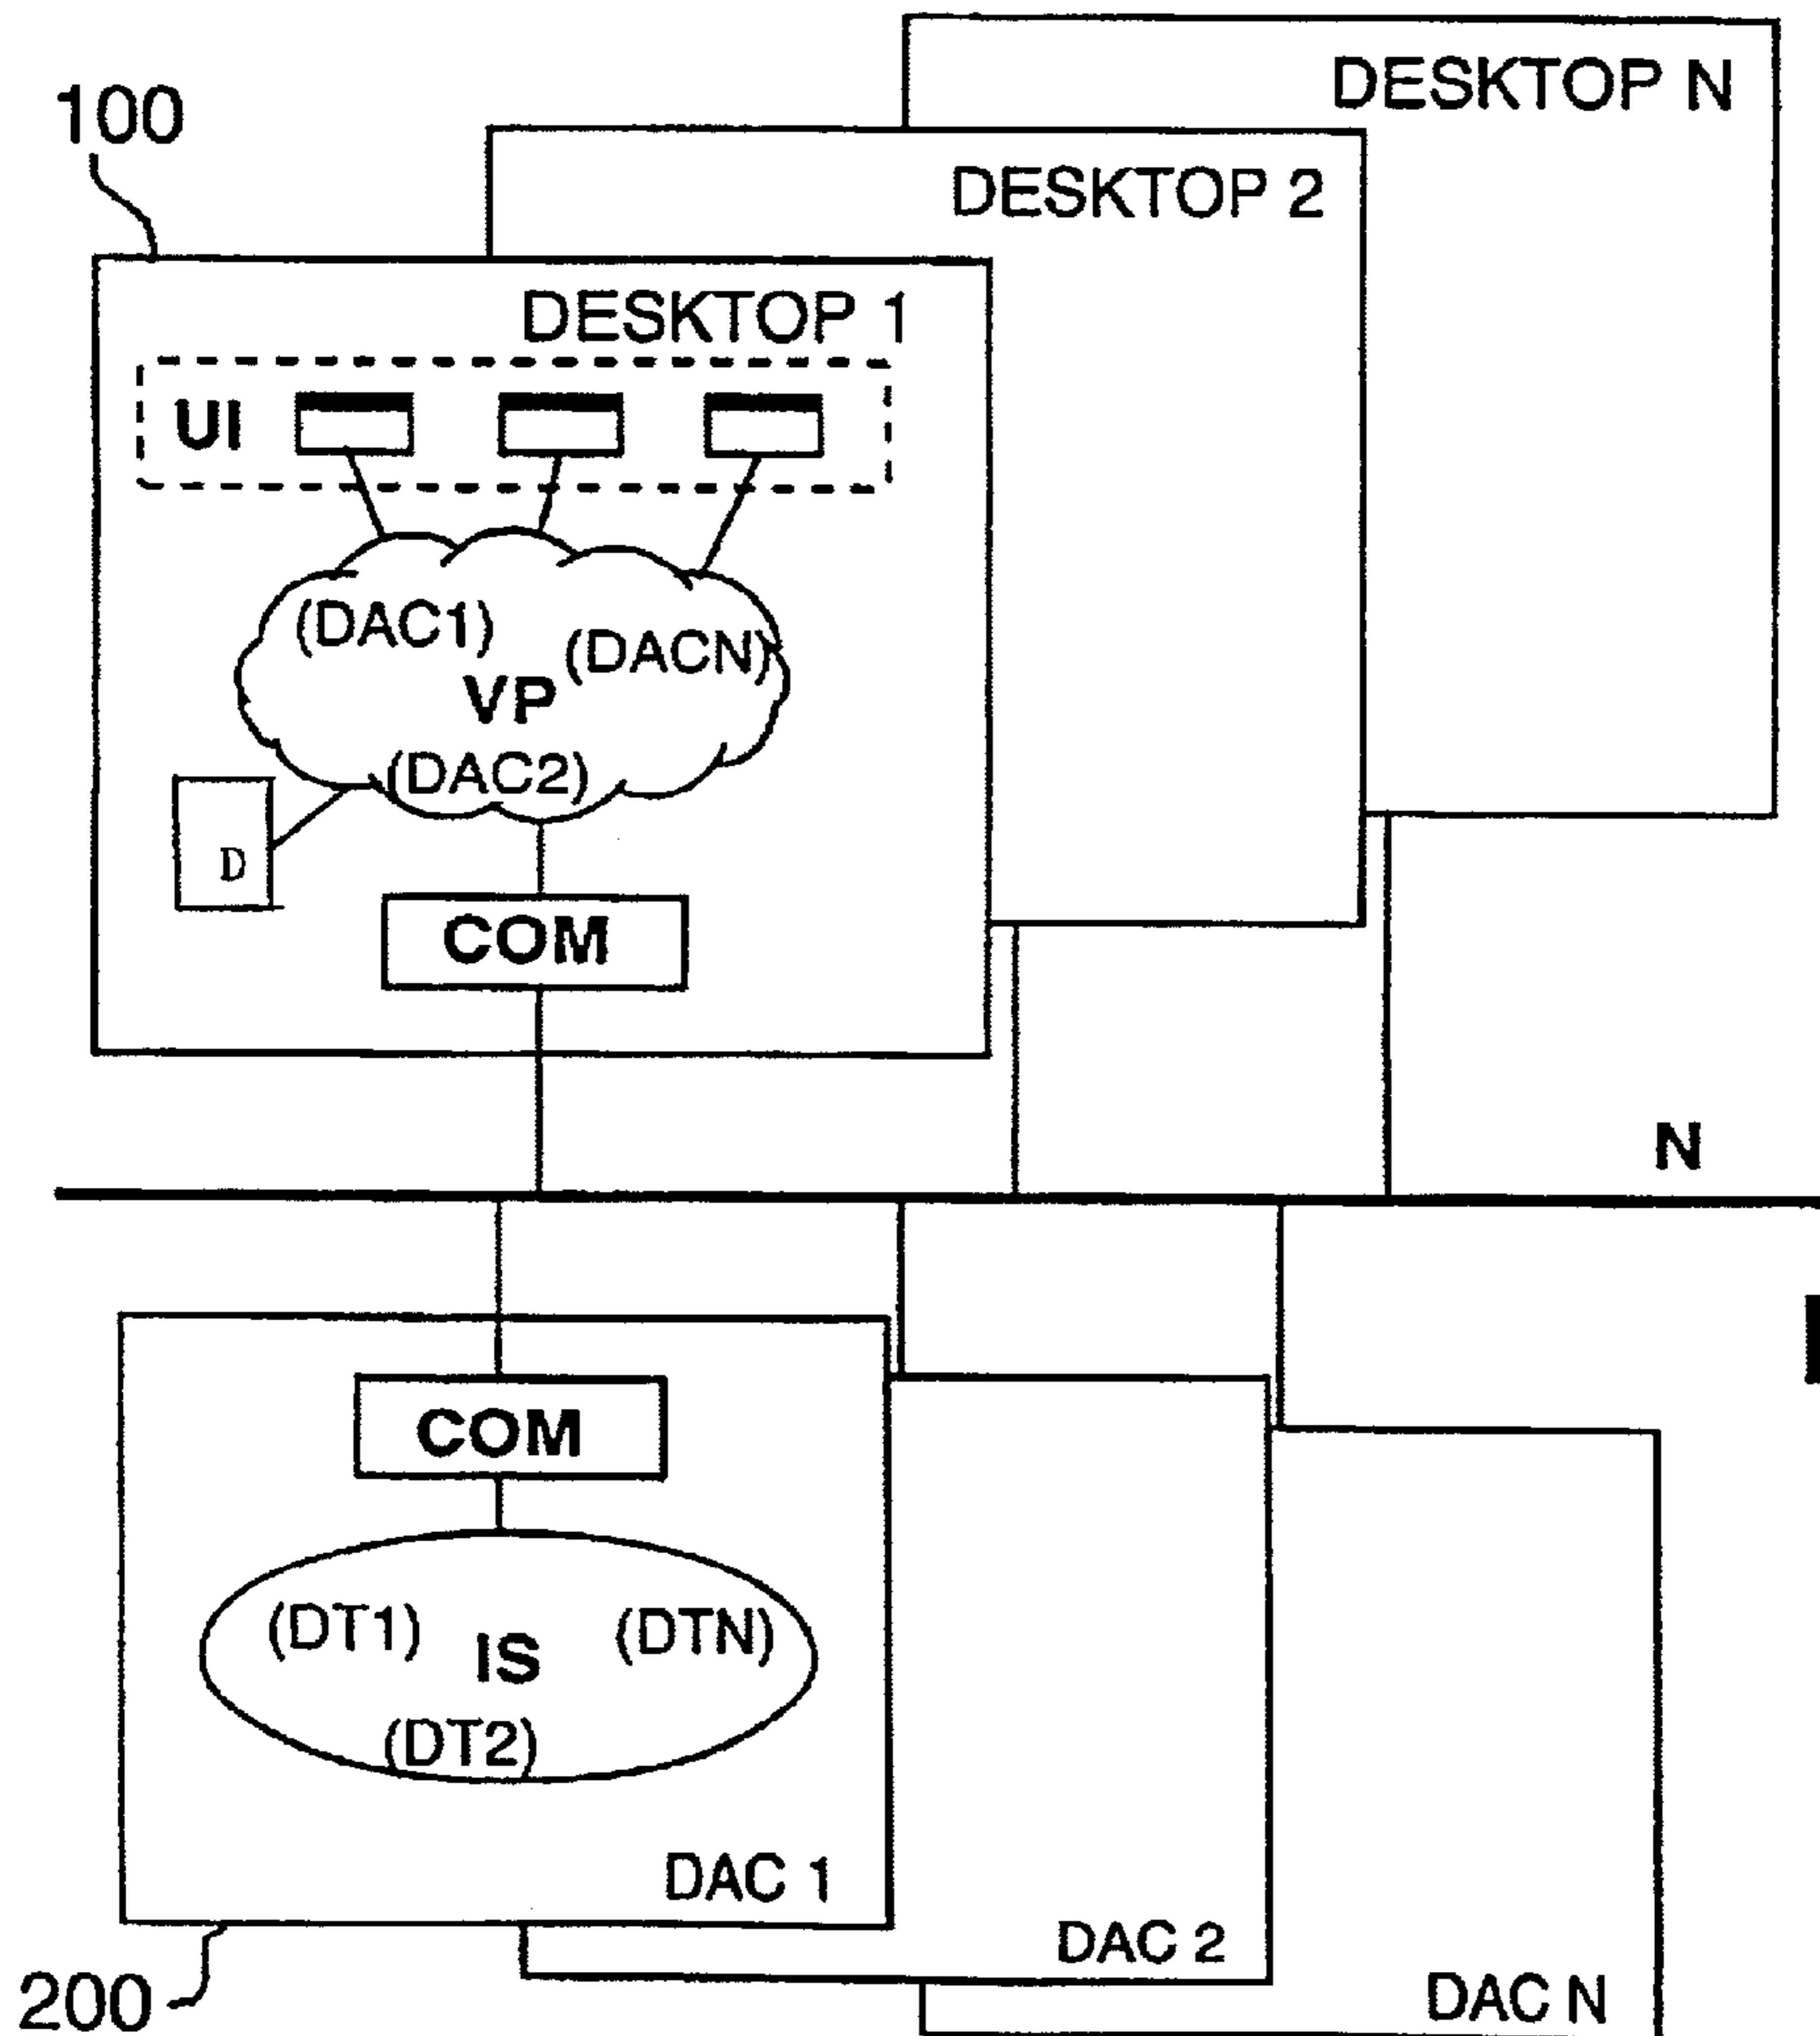 DESKTOP N
100
DESKTOP 2
DESKTOP 1
UI
(DAC1)
(DACN)
VP
(DAC2)
D
COM
N
COM
(DT1)
IS
(DTN)
(DT2)
DAC 1
DAC 2
200
DAC N